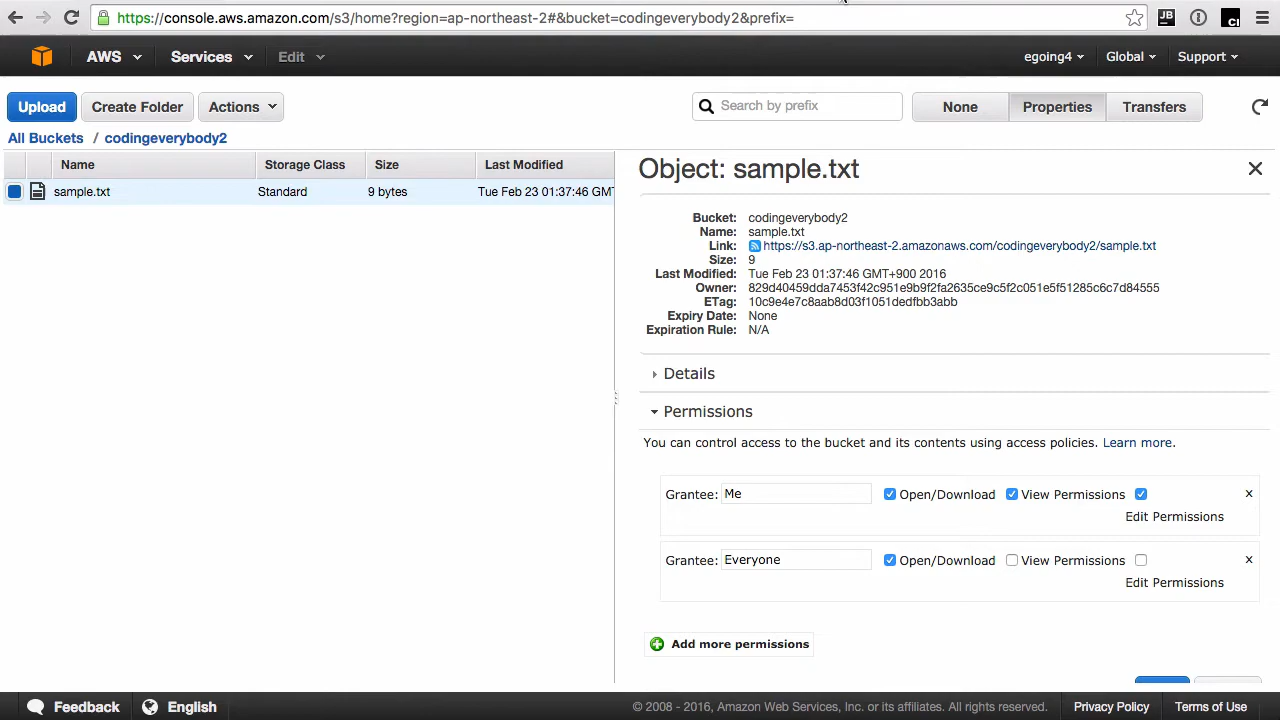 https://console.aws.amazon.com/s3/home?region=ap-northeast-2#&bucket=codingeverybody2&prefix=
JB
AWS Services Edit egoing4 Global Support
Upload Create Folder Actions Search by prefix None Properties Transfers
All Buckets / codingeverybody2
Name Storage Class Size Last Modified
sample.txt Standard 9 bytes Tue Feb 23 01:37:46 GMT
Object: sample.txt
Bucket: codingeverybody2
Name: sample.txt
Link: https://s3.ap-northeast-2.amazonaws.com/codingeverybody2/sample.txt
Size: 9
Last Modified: Tue Feb 23 01:37:46 GMT+900 2016
Owner: 829d40459dda7453f42c951e9b9f2fa2635ce9c5f2c051e5f51285c6c7d84555
ETag: 10c9e4e7c8aab8d03f1051dedfbb3abb
Expiry Date: None
Expiration Rule: N/A
Details
Permissions
You can control access to the bucket and its contents using access policies. Learn more.
Grantee: Me Open/Download View Permissions x
Edit Permissions
Grantee: Everyone Open/Download View Permissions x
Edit Permissions
Add more permissions
Feedback English © 2008 - 2016, Amazon Web Services, Inc. or its affiliates. All rights reserved. Privacy Policy Terms of Use